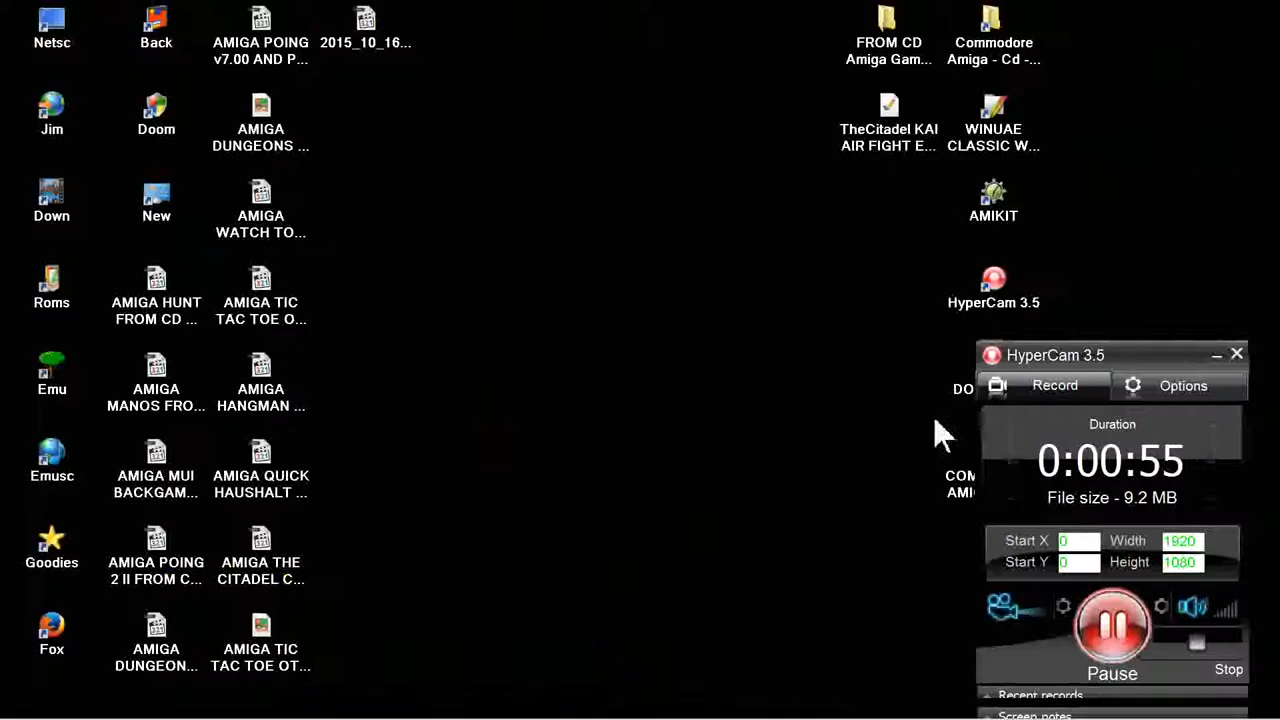 Netsc
Back
AMIGA POING
v7.00 AND P...
2015_10_16...
FROM CD
Amiga Gam...
Commodore
Amiga - Cd -...
Jim
Doom
AMIGA
DUNGEONS ...
TheCitadel KAI
AIR FIGHT E...
WINUAE
CLASSIC W...
Down
New
AMIGA
WATCH TO...
AMIKIT
Roms
AMIGA HUNT
FROM CD ...
AMIGA TIC
TAC TOE O...
HyperCam 3.5
Emu
AMIGA
MANOS FRO...
AMIGA
HANGMAN ...
DO
Emusc
AMIGA MUI
BACKGAM...
AMIGA QUICK
HAUSHALT ...
COM
AMI
Goodies
AMIGA POING
2 II FROM C...
AMIGA THE
CITADEL C...
Fox
AMIGA
DUNGEON...
AMIGA TIC
TAC TOE OT...
HyperCam 3.5
Record
Options
Duration
0:00:55
File size - 9.2 MB
Start X 0 Width 1920
Start Y 0 Height 1080
Pause
Stop
Recent records
Screen notes